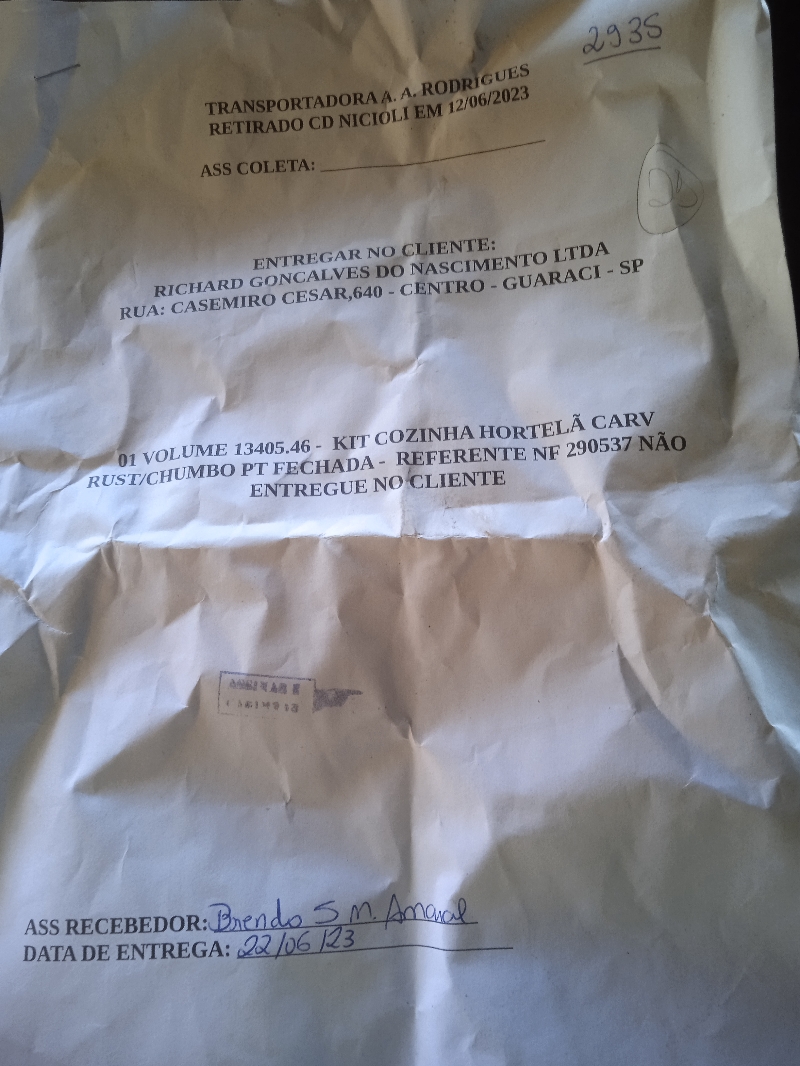 2935
TRANSPORTADORA A. A. RODRIGUES
RETIRADO CD NICIOLI EM 12/06/2023
ASS COLETA:
ENTREGAR NO CLIENTE:
RICHARD GONCALVES DO NASCIMENTO LTDA
RUA: CASEMIRO CESAR,640 - CENTRO - GUARACI - SP
01 VOLUME 13405.46 - KIT COZINHA HORTELÃ CARV
RUST/CHUMBO PT FECHADA - REFERENTE NF 290537 NÃO
ENTREGUE NO CLIENTE
ASS RECEBEDOR: Brendo S M. Amaral
DATA DE ENTREGA: 22/06/23